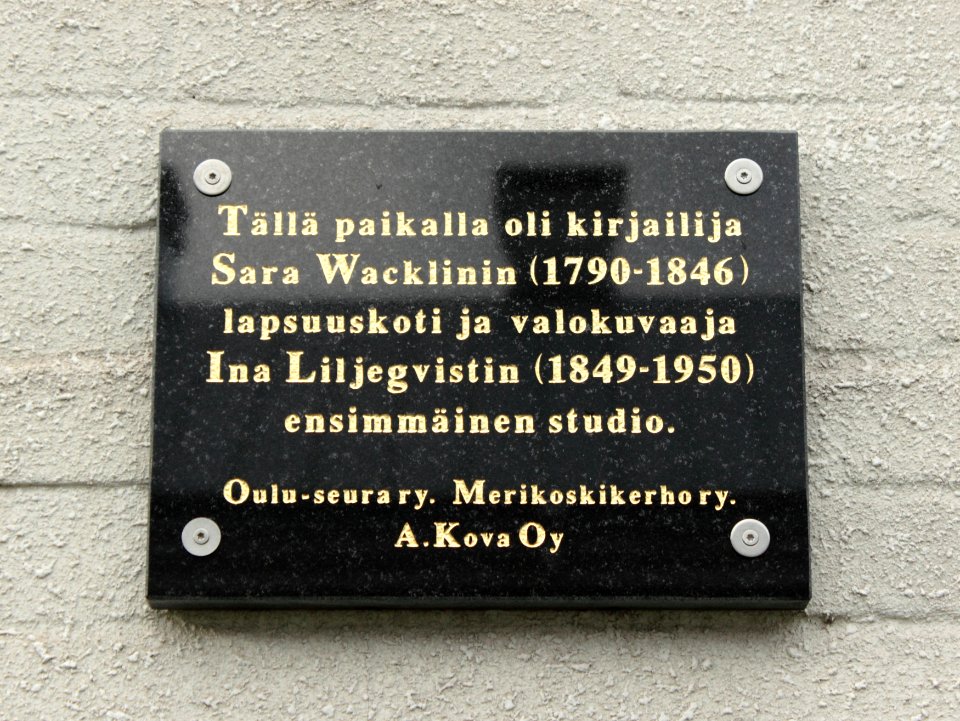 Tällä paikalla oli kirjailija
Sara Wacklinin (1790-1846)
lapsuuskoti ja valokuvaaja
Ina Liljegvistin (1849-1950)
ensimmäinen studio.
Oulu-seura ry. Merikoskikerho ry.
A. Kova Oy